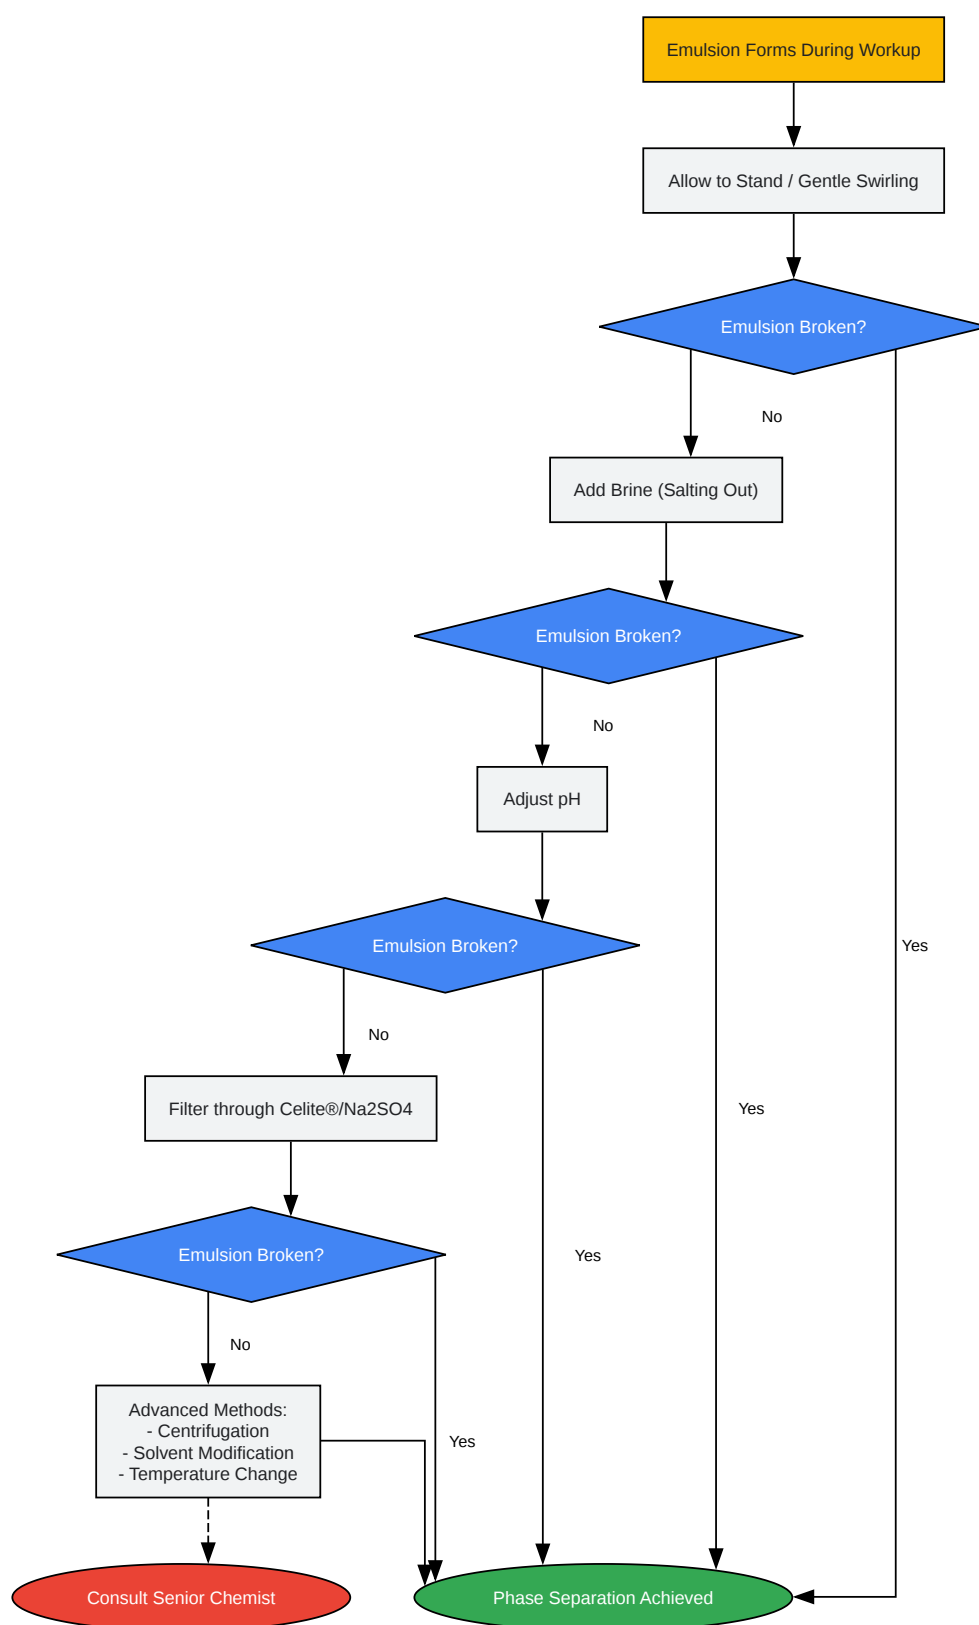 Emulsion Forms During Workup
Allow to Stand / Gentle Swirling
Emulsion Broken?
No
Add Brine (Salting Out)
Emulsion Broken?
No
Adjust pH
Emulsion Broken?
Yes
No
Filter through Celite®/Na2SO4
Yes
Emulsion Broken?
Yes
No
Advanced Methods:
- Centrifugation
- Solvent Modification
- Temperature Change
Yes
Consult Senior Chemist
Phase Separation Achieved